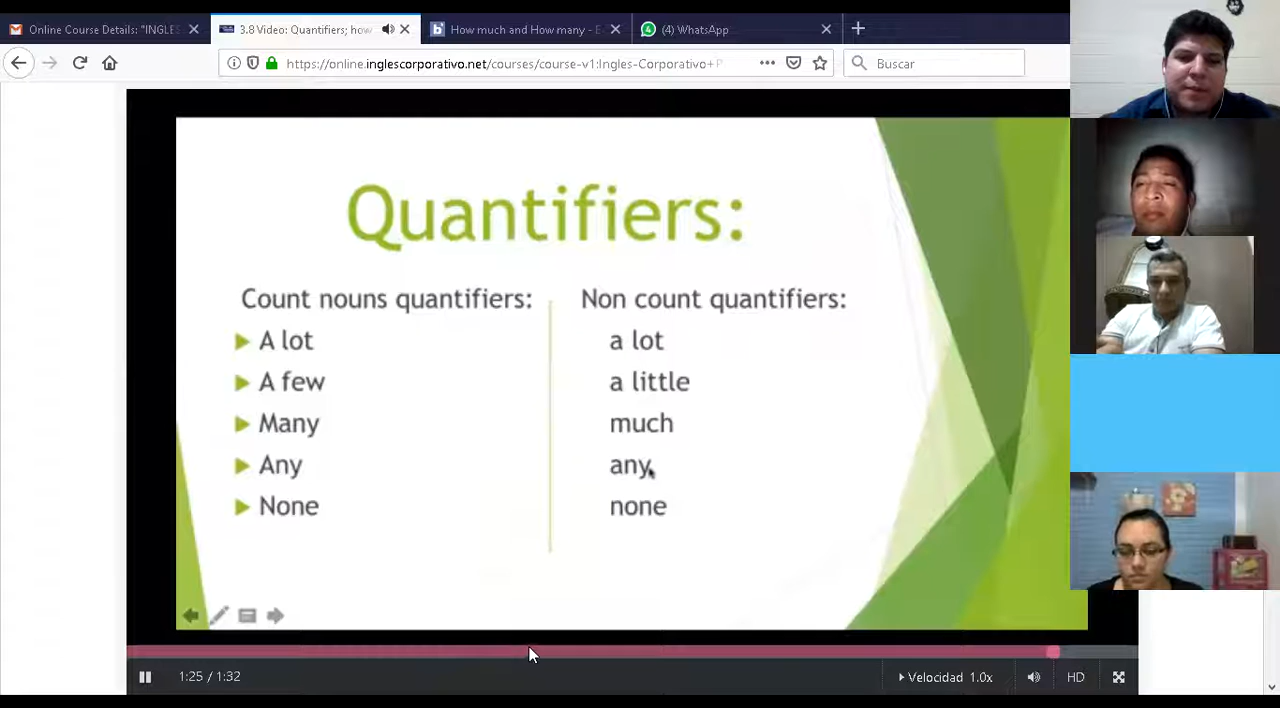 Online Course Details: "INGLES
3.8 Video: Quantifiers; how
How much and How many - E
(4) WhatsApp
https://online.inglescorporativo.net/courses/course-v1:Ingles-Corporativo+P
Buscar
Quantifiers:
Count nouns quantifiers:
A lot
A few
Many
Any
None
Non count quantifiers:
a lot
a little
much
any
none
1:25 / 1:32
Velocidad 1.0x
HD